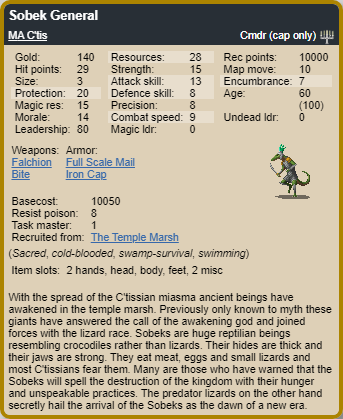 Sobek General
MA C'tis Cmdr (cap only)
Gold: 140 Resources: 28 Rec points: 10000
Hit points: 29 Strength: 15 Map move: 10
Size: 3 Attack skill: 13 Encumbrance: 7
Protection: 20 Defence skill: 8 Age: 60
Magic res: 15 Precision: 8 (100)
Morale: 14 Combat speed: 9 Undead ldr: 0
Leadership: 80 Magic ldr: 0
Weapons: Armor:
Falchion Full Scale Mail
Bite Iron Cap
Basecost: 10050
Resist poison: 8
Task master: 1
Recruited from: The Temple Marsh
(Sacred, cold-blooded, swamp-survival, swimming)
Item slots: 2 hands, head, body, feet, 2 misc
With the spread of the C'tissian miasma ancient beings have
awakened in the temple marsh. Previously only known to myth these
giants have answered the call of the awakening god and joined
forces with the lizard race. Sobeks are huge reptilian beings
resembling crocodiles rather than lizards. Their hides are thick and
their jaws are strong. They eat meat, eggs and small lizards and
most C'tissians fear them. Many are those who have warned that the
Sobeks will spell the destruction of the kingdom with their hunger
and unspeakable practices. The predator lizards on the other hand
secretly hail the arrival of the Sobeks as the dawn of a new era.